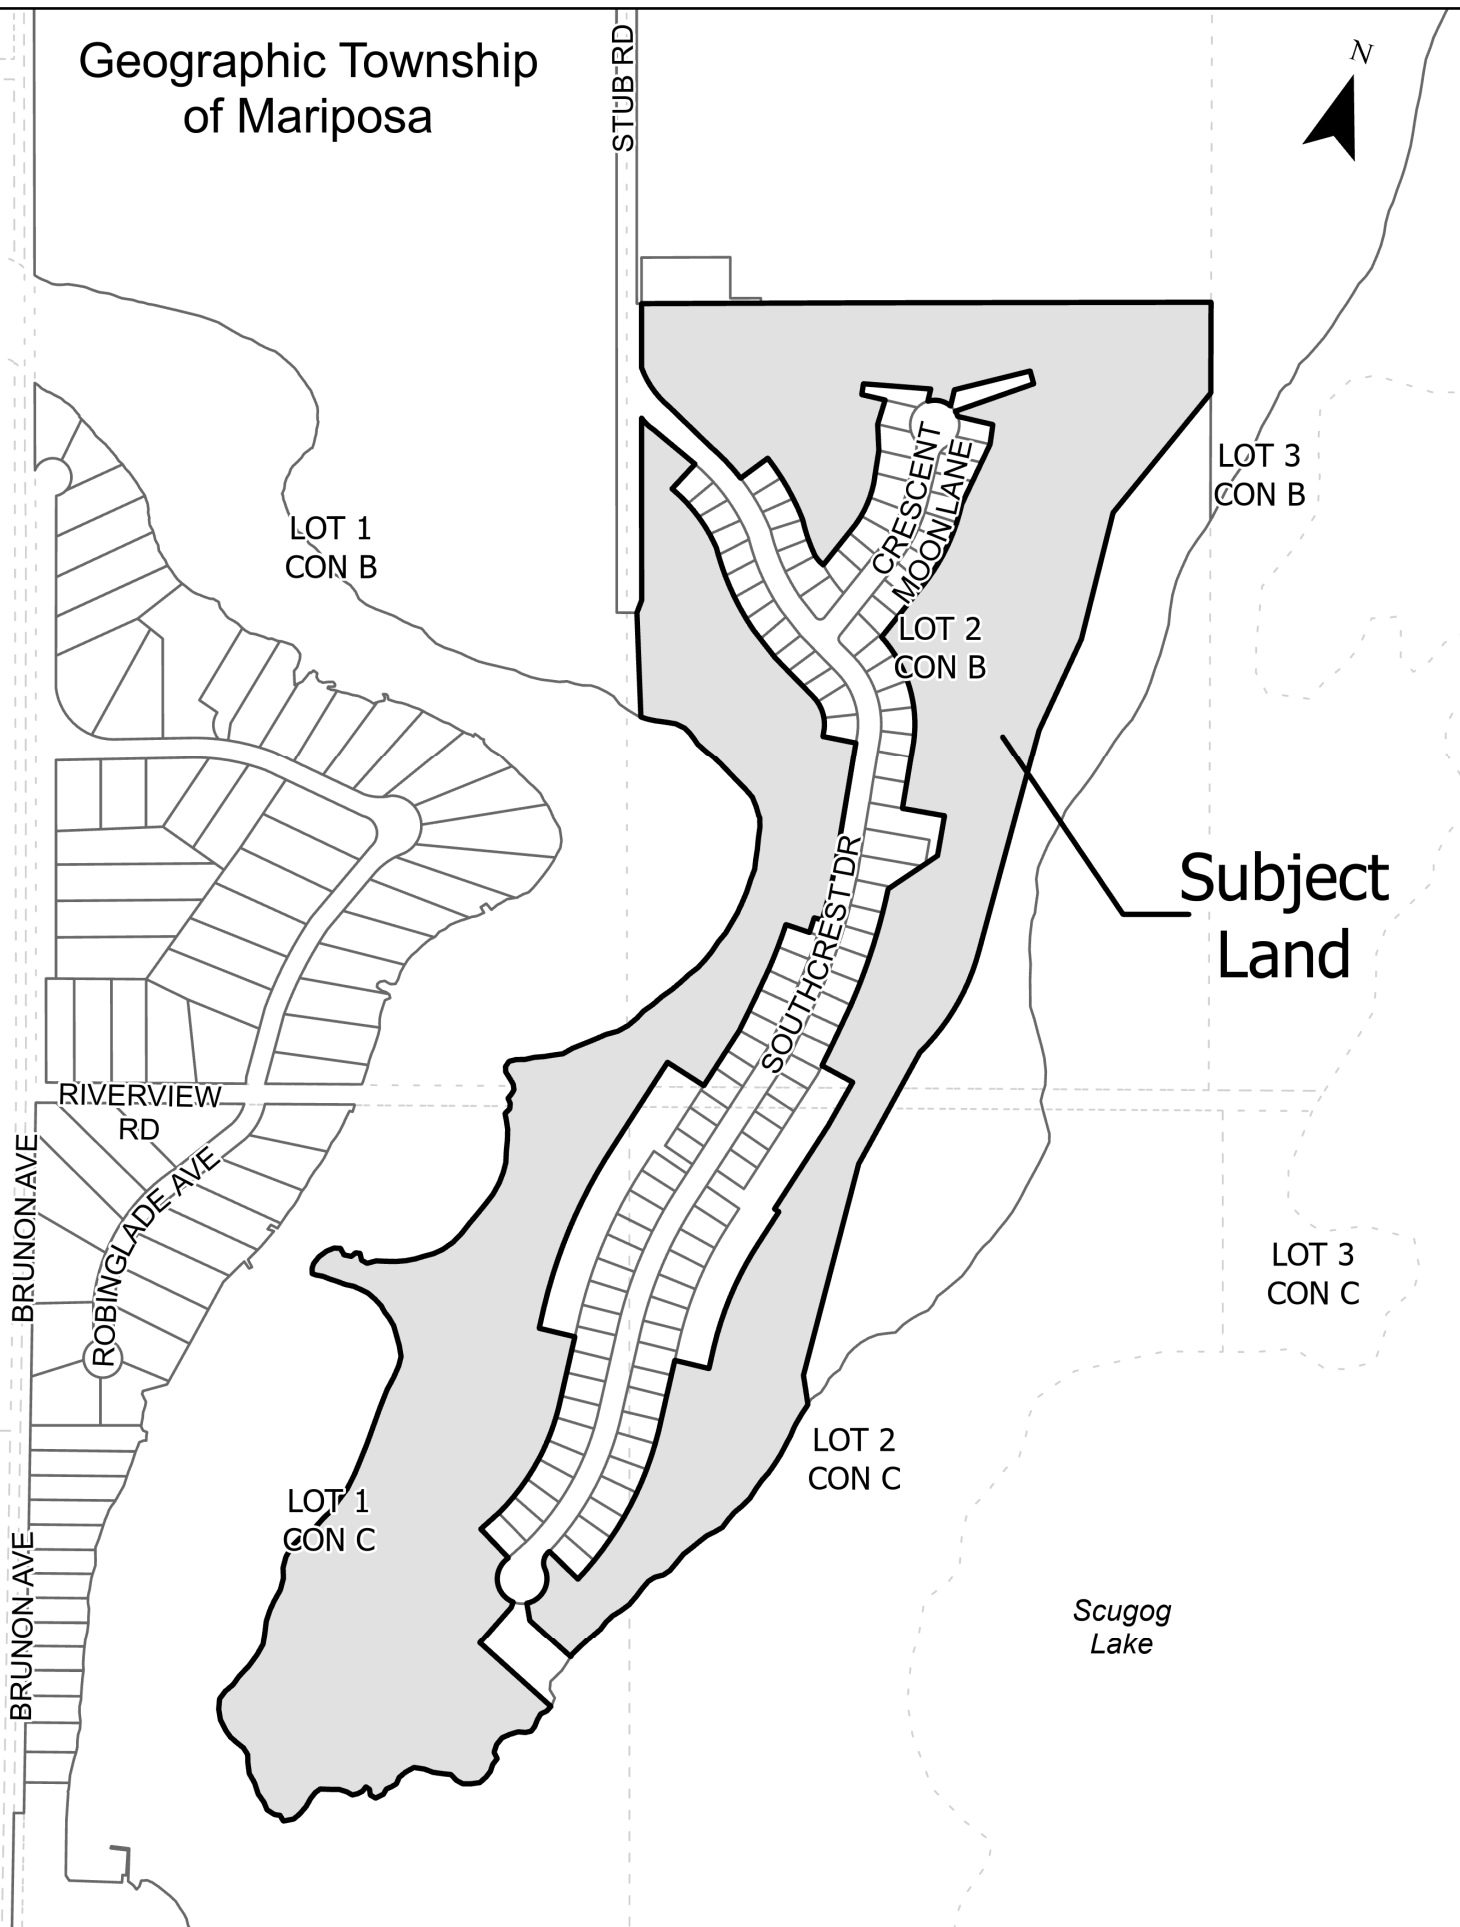 Geographic Township
of Mariposa
STUB RD
N
LOT 3
CON B
LOT 1
CON B
CRESCENT
MOON LANE
LOT 2
CON B
Subject
Land
SOUTHCREST DR
RIVERVIEW
RD
BRUNON AVE
ROBINGLADE AVE
LOT 3
CON C
LOT 2
CON C
LOT 1
CON C
BRUNON AVE
Scugog
Lake